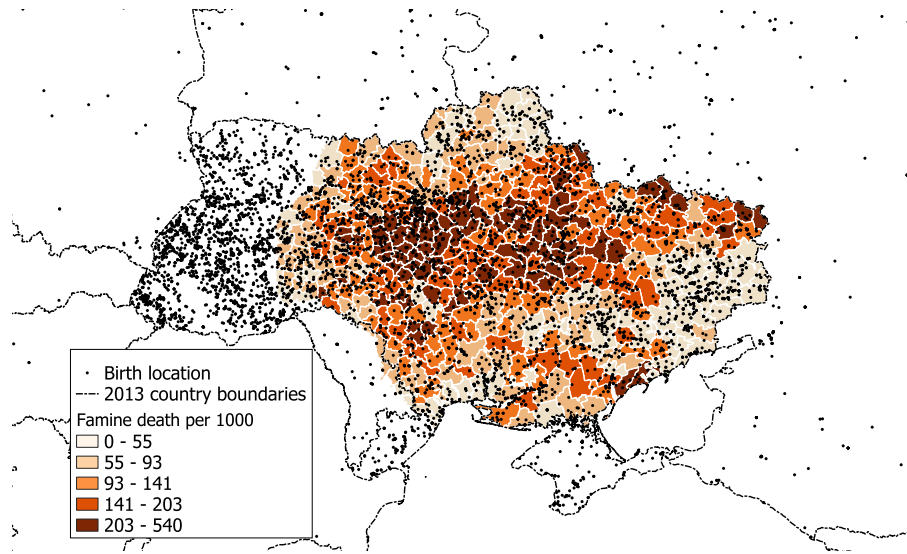 Birth location
2013 country boundaries
Famine death per 1000
0 - 55
55 - 93
93 - 141
141 - 203
203 - 540